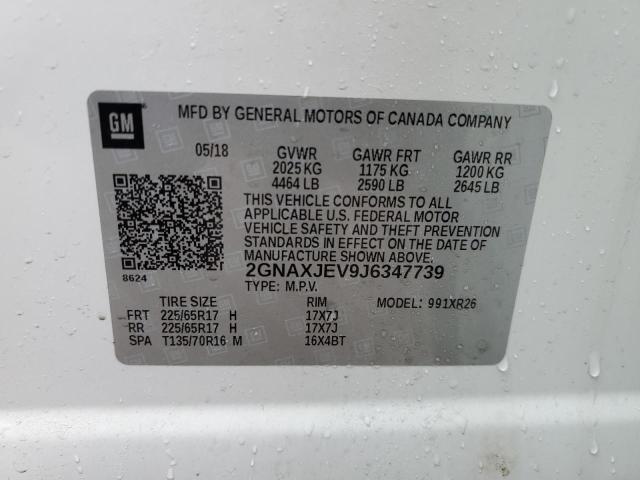 GM
MFD BY GENERAL MOTORS OF CANADA COMPANY
05/18 GVWR GAWR FRT GAWR RR
2025 KG 1175 KG 1200 KG
4464 LB 2590 LB 2645 LB
THIS VEHICLE CONFORMS TO ALL
APPLICABLE U.S. FEDERAL MOTOR
VEHICLE SAFETY AND THEFT PREVENTION
STANDARDS IN EFFECT ON THE DATE OF
MANUFACTURE SHOWN ABOVE.
8624
2GNAXJEV9J6347739
TYPE: M.P.V.
TIRE SIZE RIM MODEL: 991XR26
FRT 225/65R17 H 17X7J
RR 225/65R17 H 17X7J
SPA T135/70R16 M 16X4BT